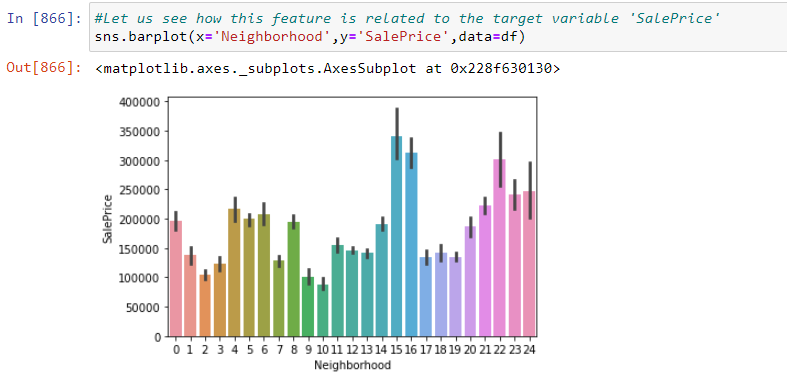 In [866]: #Let us see how this feature is related to the target variable 'SalePrice'
sns.barplot(x='Neighborhood',y='SalePrice',data=df)
Out[866]: <matplotlib.axes._subplots.AxesSubplot at 0x228f630130>
400000
350000
300000
250000
200000
150000
100000
50000
0
SalePrice
0 1 2 3 4 5 6 7 8 9 10 11 12 13 14 15 16 17 18 19 20 21 22 23 24
Neighborhood